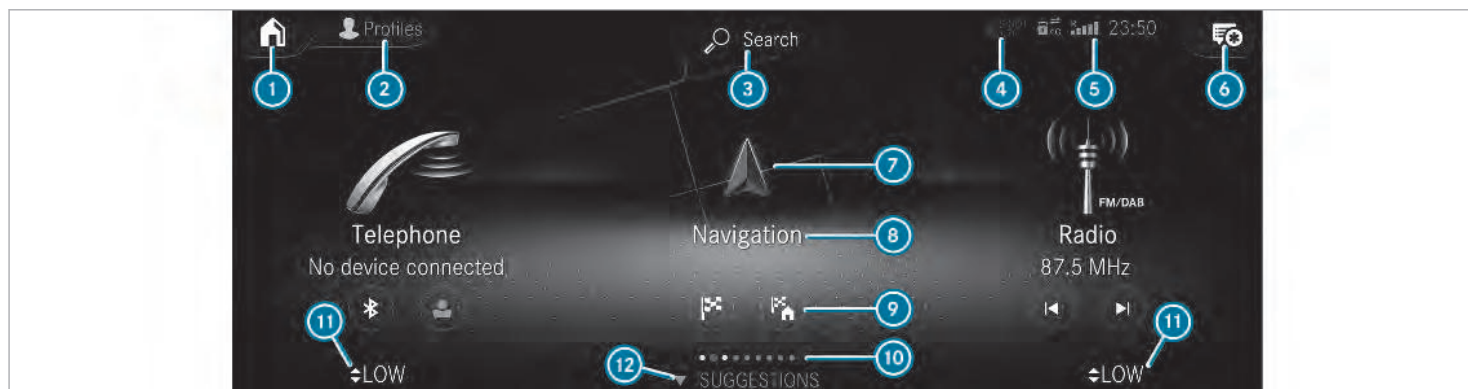 Profiles
Search
23:50
1
2
3
4
5
6
7
FM/DAB
Telephone
Navigation
8
Radio
No device connected
87.5 MHz
9
11
11
10
12
LOW
SUGGESTIONS
LOW